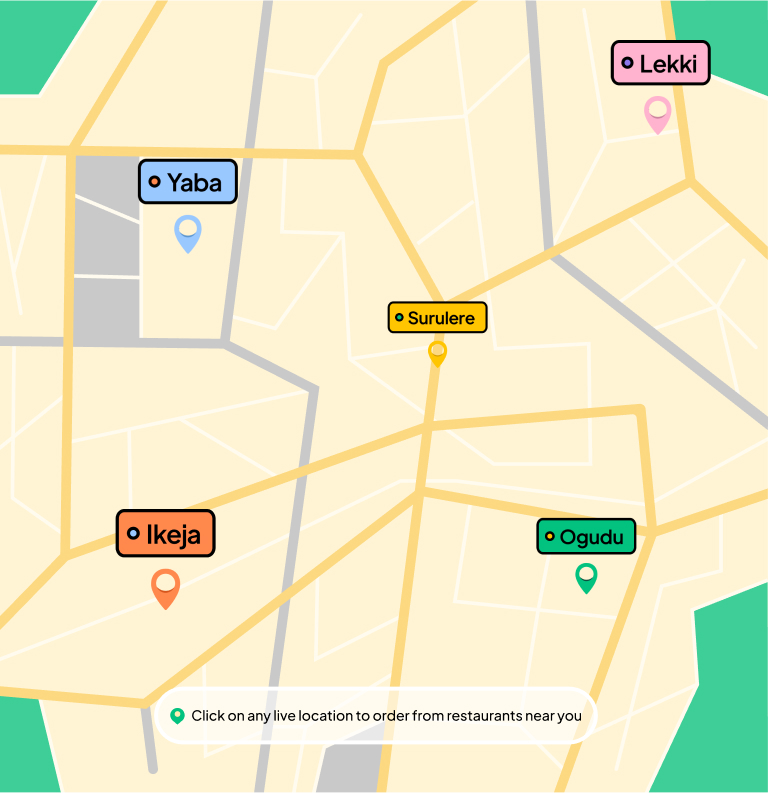 Lekki
Yaba
Surulere
Ikeja
Ogudu
Click on any live location to order from restaurants near you